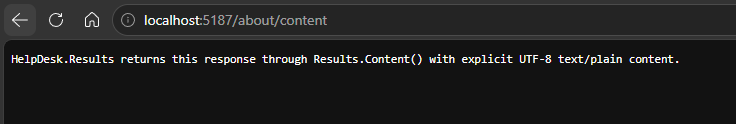 localhost:5187/about/content
HelpDesk.Results returns this response through Results.Content() with explicit UTF-8 text/plain content.